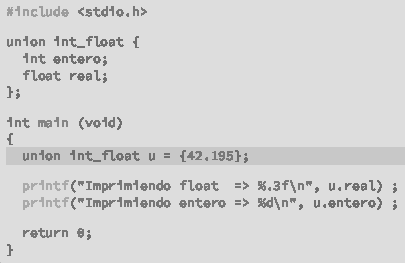 #include <stdio.h>
union int_float {
int entero;
float real;
};
int main (void)
{
union int_float u = {42.195};
printf("Imprimiendo float => %.3f\n", u.real) ;
printf("Imprimiendo entero => %d\n", u.entero) ;
return 0;
}